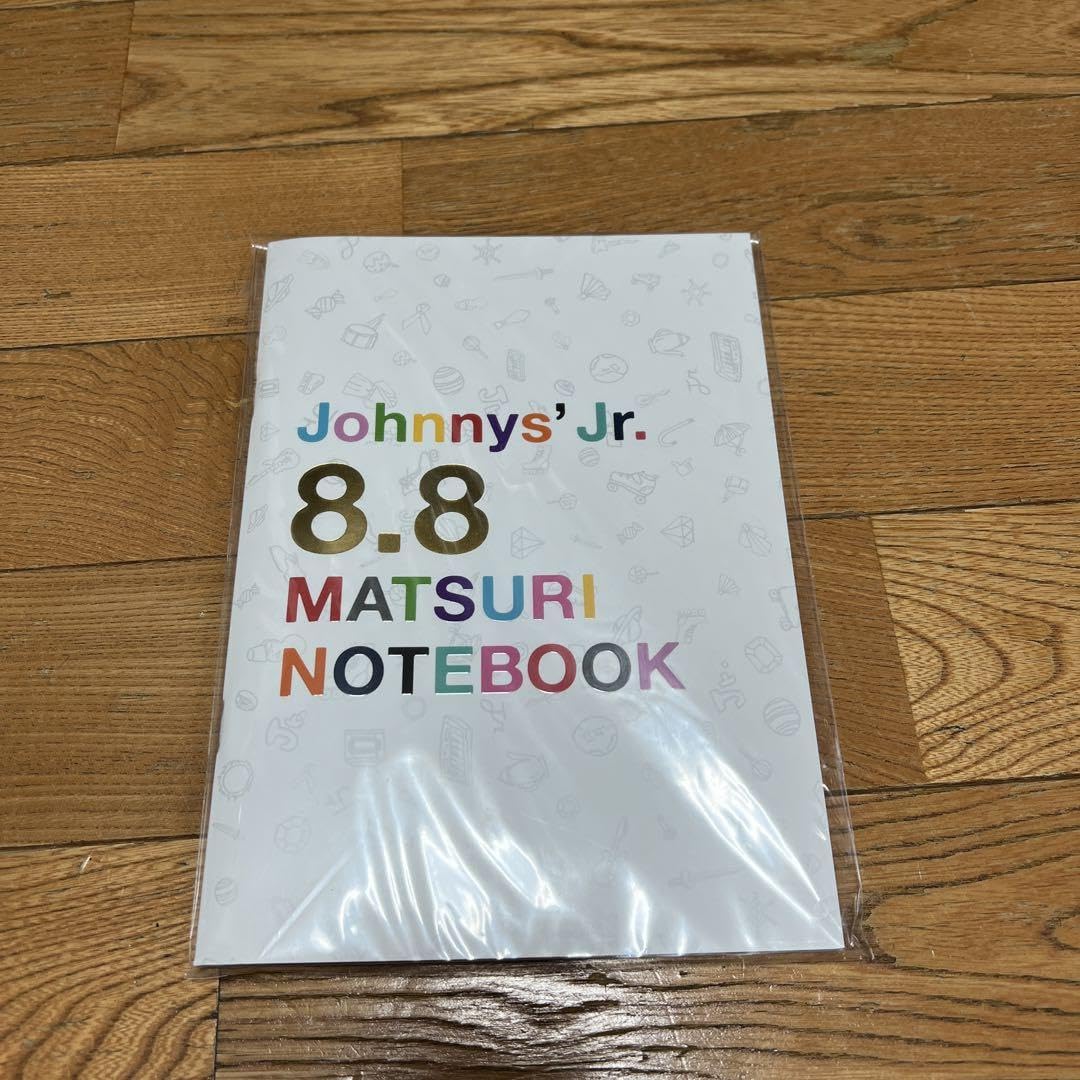 Johnnys' Jr.
8.8
MATSURI
NOTEBOOK